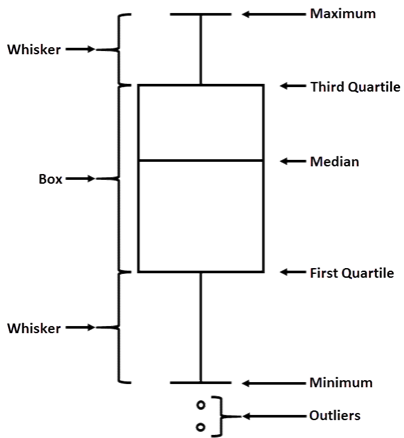 Maximum
Whisker
Third Quartile
Median
Box
First Quartile
Whisker
Minimum
Outliers